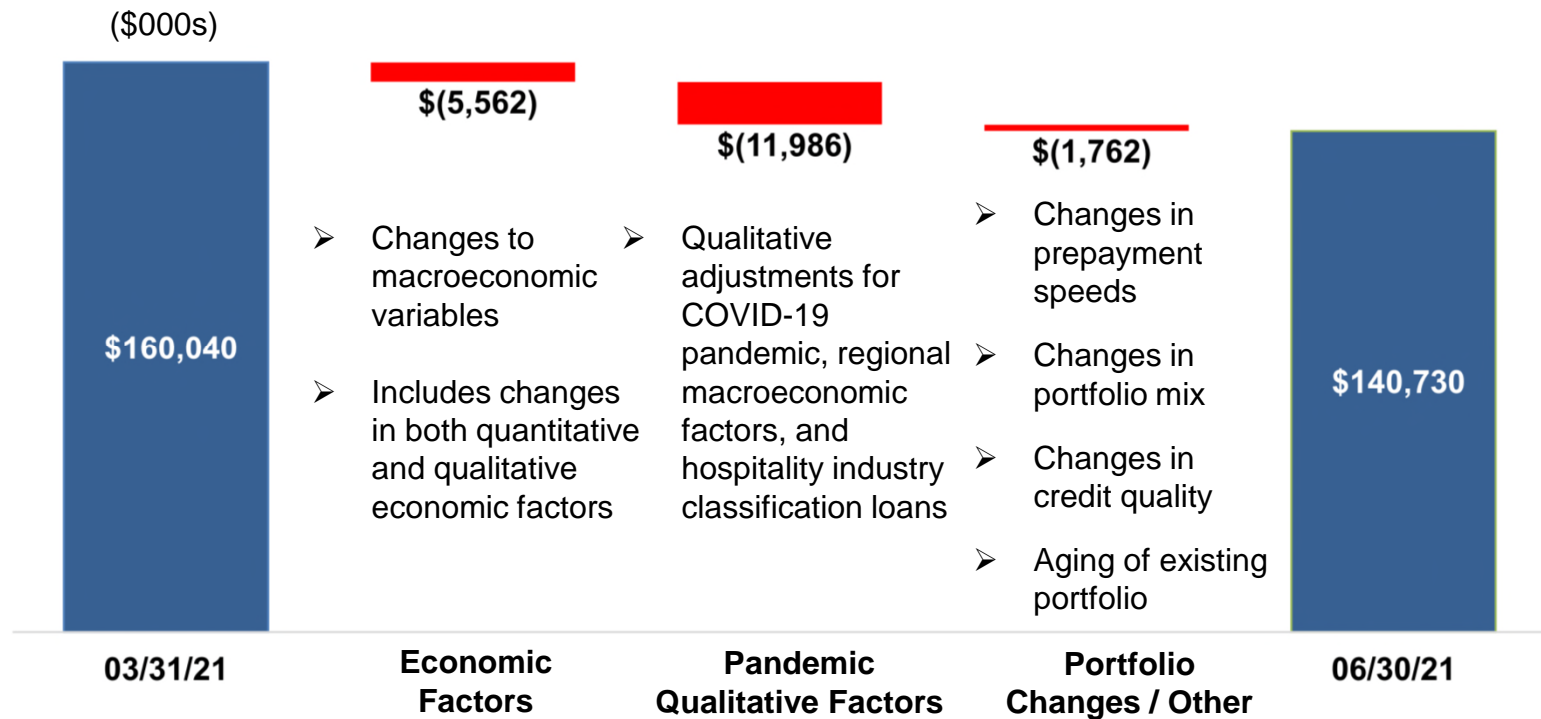 ($000s)
$160,040
03/31/21
$(5,562)
➢ Changes to
macroeconomic
variables
➢ Includes changes
in both quantitative
and qualitative
economic factors
Economic
Factors
$(11,986)
➢ Qualitative
adjustments for
COVID-19
pandemic, regional
macroeconomic
factors, and
hospitality industry
classification loans
Pandemic
Qualitative Factors
$(1,762)
➢ Changes in
prepayment
speeds
➢ Changes in
portfolio mix
➢ Changes in
credit quality
➢ Aging of existing
portfolio
Portfolio
Changes / Other
$140,730
06/30/21